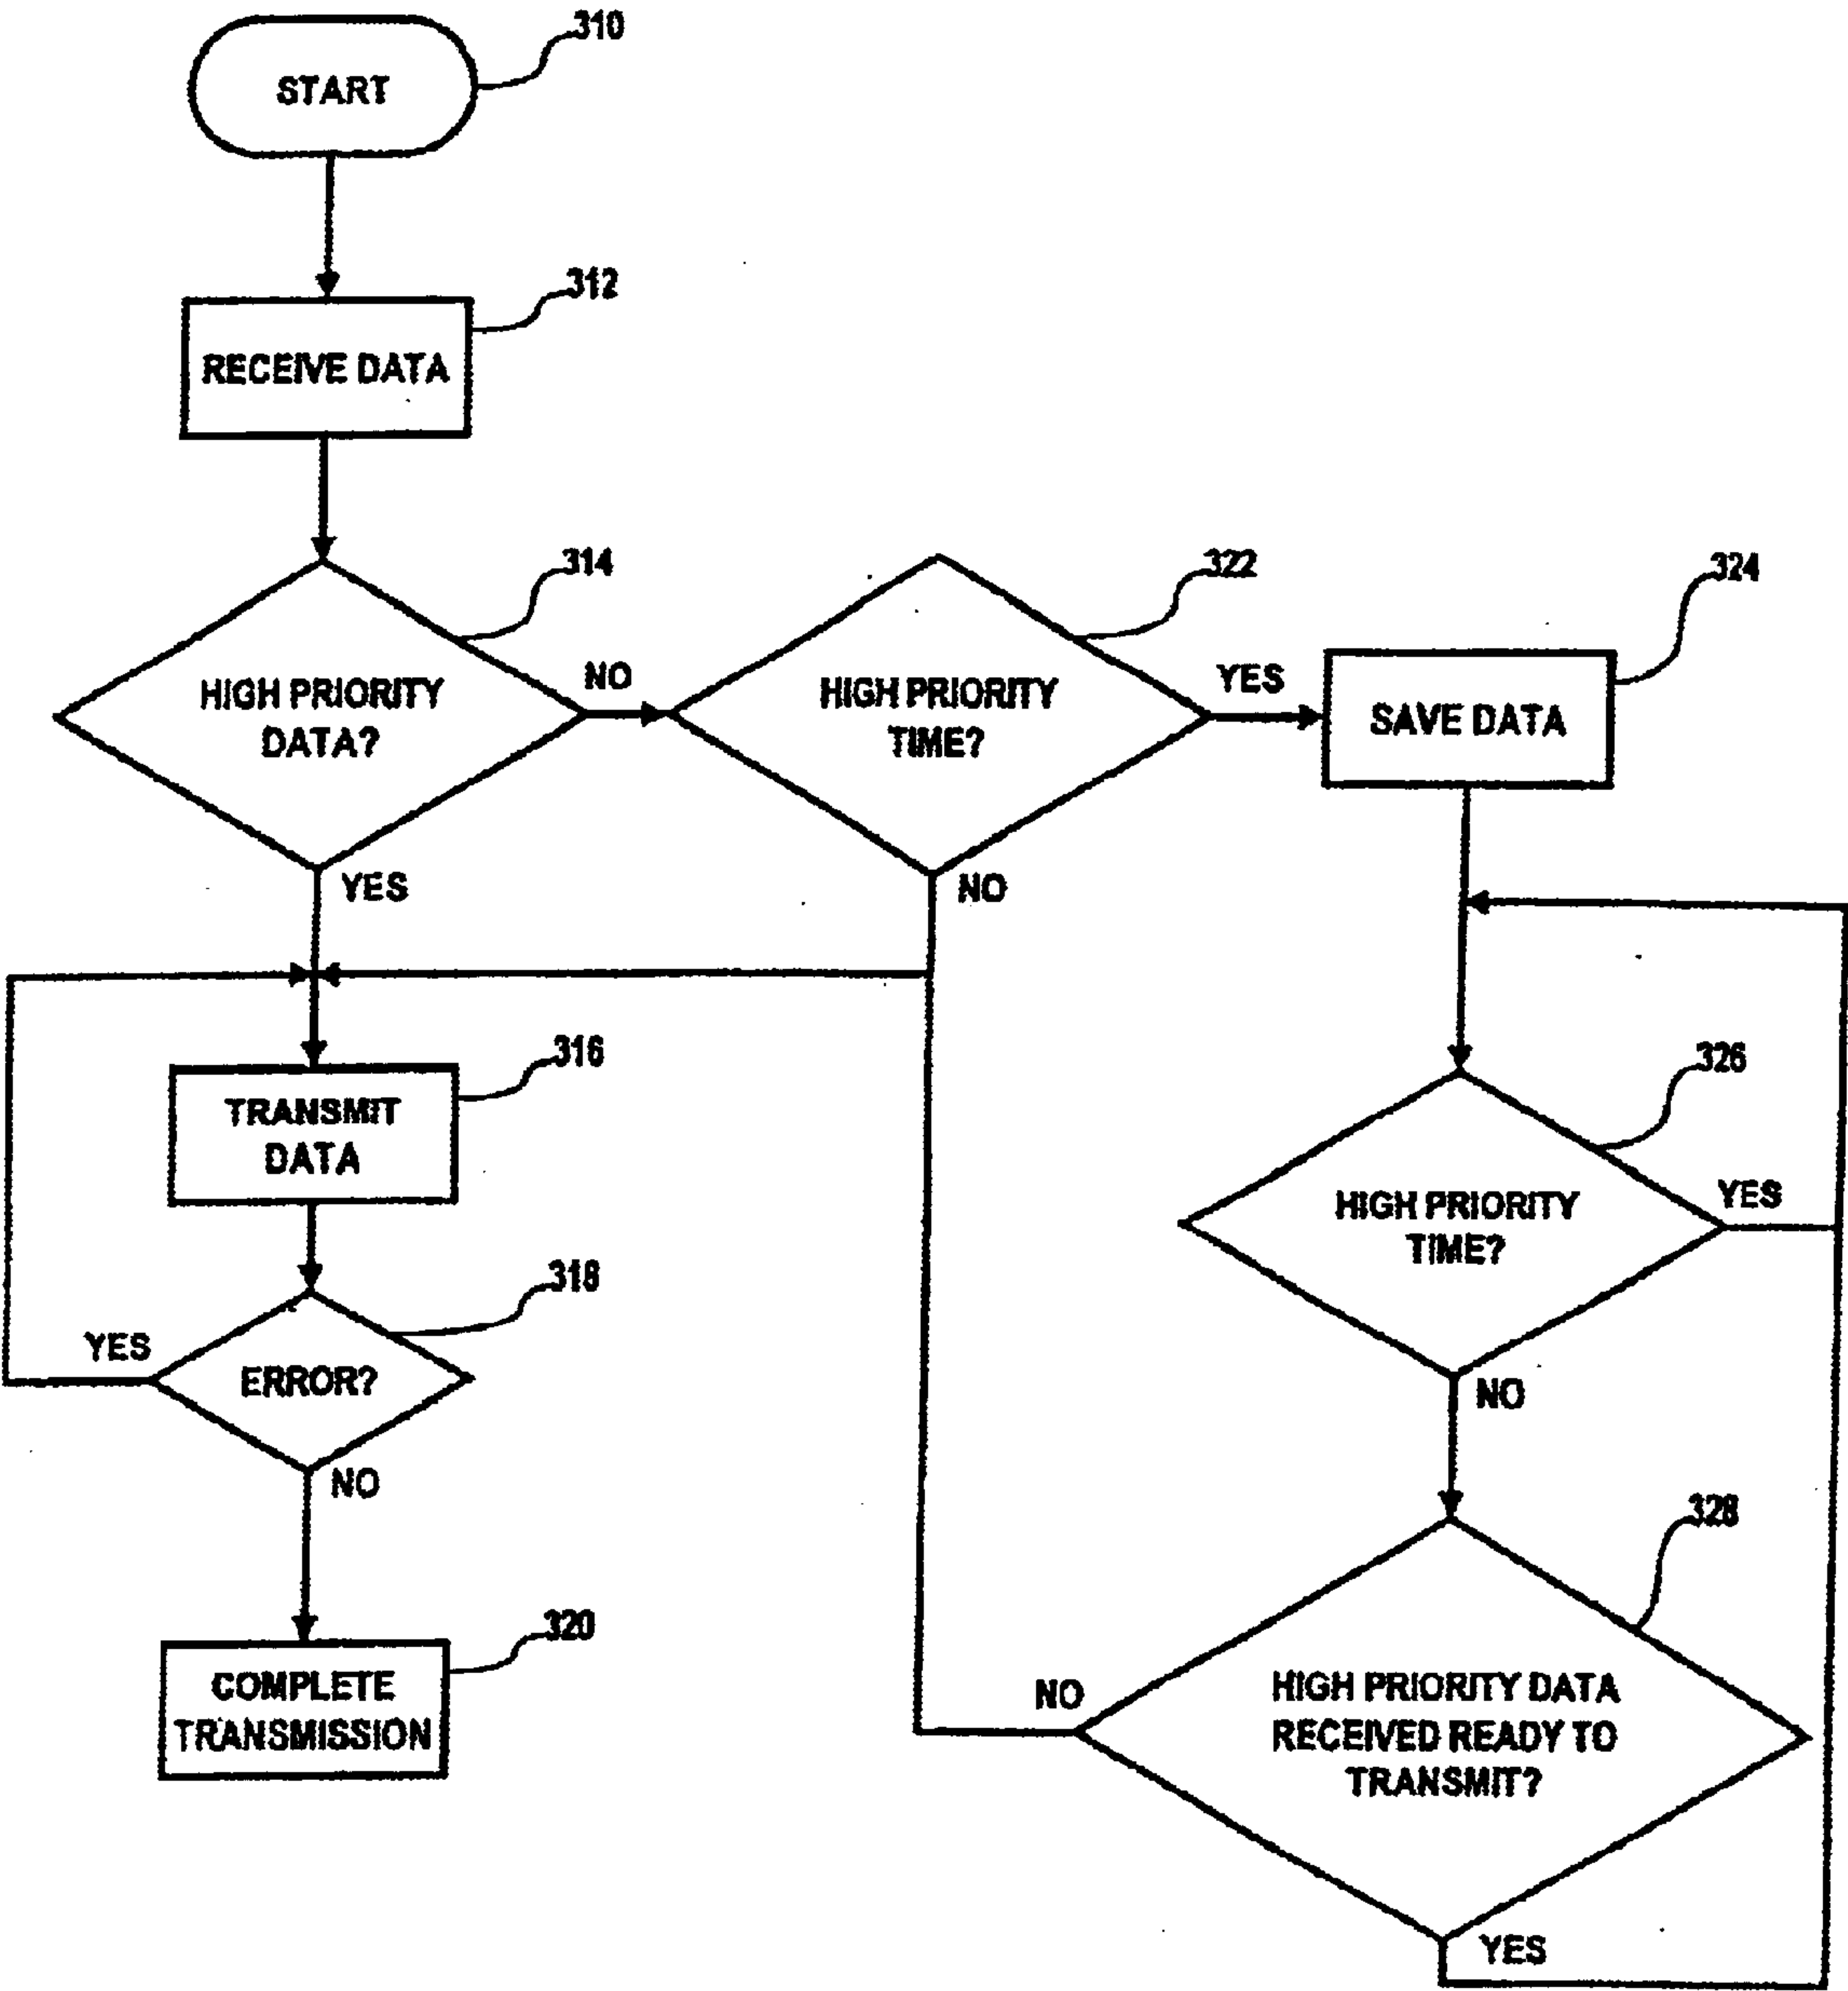 310
START
312
RECEIVE DATA
314
HIGH PRIORITY
DATA?
NO
322
HIGH PRIORITY
TIME?
YES
324
SAVE DATA
YES
NO
316
TRANSMIT
DATA
318
YES
ERROR?
NO
320
COMPLETE
TRANSMISSION
326
HIGH PRIORITY
TIME?
YES
NO
328
NO
HIGH PRIORITY DATA
RECEIVED READY TO
TRANSMIT?
YES